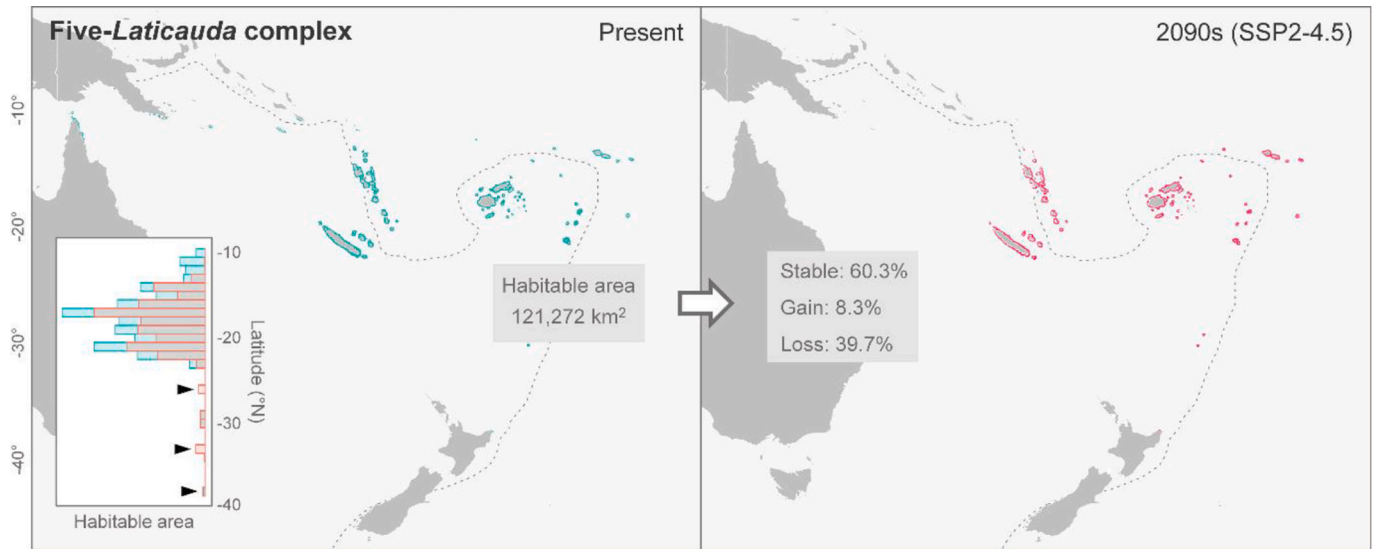 Five-Laticauda complex
Present
2090s (SSP2-4.5)
-10°
-20°
-30°
-40°
-10
-20
-30
-40
Latitude (°N)
Habitable area
Habitable area
121,272 km²
Stable: 60.3%
Gain: 8.3%
Loss: 39.7%